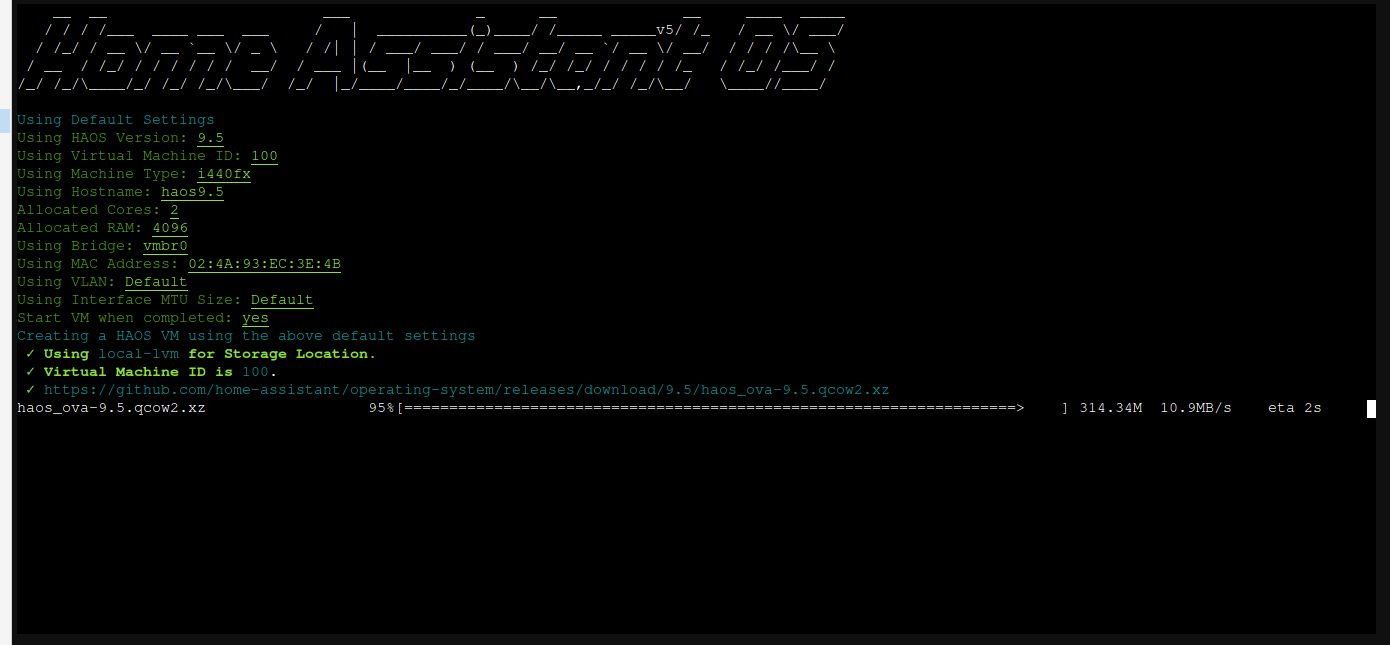 Home Assistant OS
v5
Using Default Settings
Using HAOS Version: 9.5
Using Virtual Machine ID: 100
Using Machine Type: i440fx
Using Hostname: haos9.5
Allocated Cores: 2
Allocated RAM: 4096
Using Bridge: vmbr0
Using MAC Address: 02:4A:93:EC:3E:4B
Using VLAN: Default
Using Interface MTU Size: Default
Start VM when completed: yes
Creating a HAOS VM using the above default settings
✓ Using local-lvm for Storage Location.
✓ Virtual Machine ID is 100.
✓ https://github.com/home-assistant/operating-system/releases/download/9.5/haos_ova-9.5.qcow2.xz
haos_ova-9.5.qcow2.xz 95%[====================================================================> ] 314.34M 10.9MB/s eta 2s